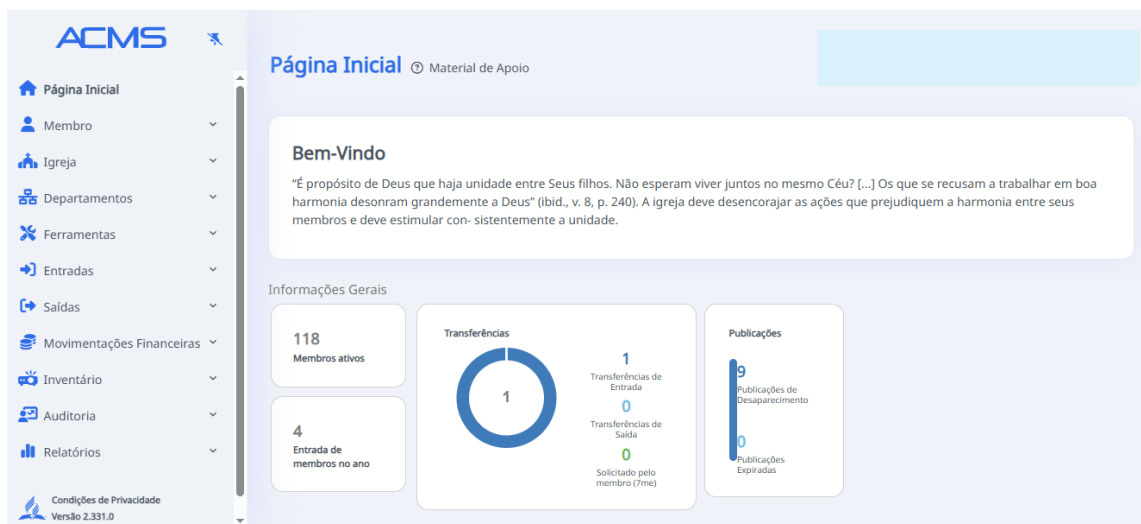 ACMS
Página Inicial
Membro
Igreja
Departamentos
Ferramentas
Entradas
Saídas
Movimentações Financeiras
Inventário
Auditoria
Relatórios
Condições de Privacidade
Versão 2.331.0
Página Inicial
Material de Apoio
Bem-Vindo
“É propósito de Deus que haja unidade entre Seus filhos. Não esperam viver juntos no mesmo Céu? [...] Os que se recusam a trabalhar em boa
harmonia desonram grandemente a Deus” (ibid., v. 8, p. 240). A igreja deve desencorajar as ações que prejudiquem a harmonia entre seus
membros e deve estimular con- sistentemente a unidade.
Informações Gerais
118
Membros ativos
4
Entrada de
membros no ano
Transferências
1
1
Transferências de
Entrada
0
Transferências de
Saída
0
Solicitado pelo
membro (7me)
Publicações
9
Publicações de
Desaparecimento
0
Publicações
Expiradas